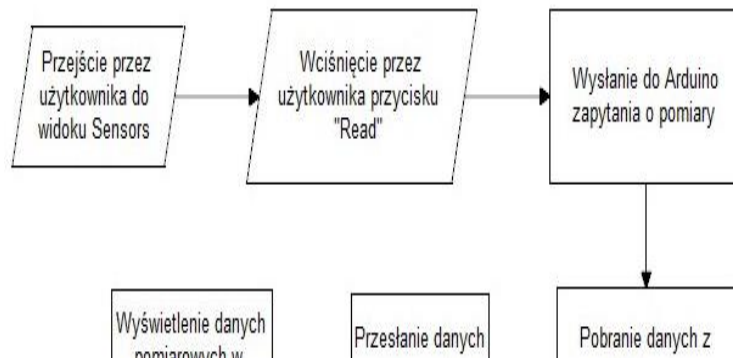 Przejście przez
użytkownika do
widoku Sensors
Wciśnięcie przez
użytkownika przycisku
"Read"
Wysłanie do Arduino
zapytania o pomiary
Wyświetlenie danych
pomiarowych w
Przesłanie danych
Pobranie danych z